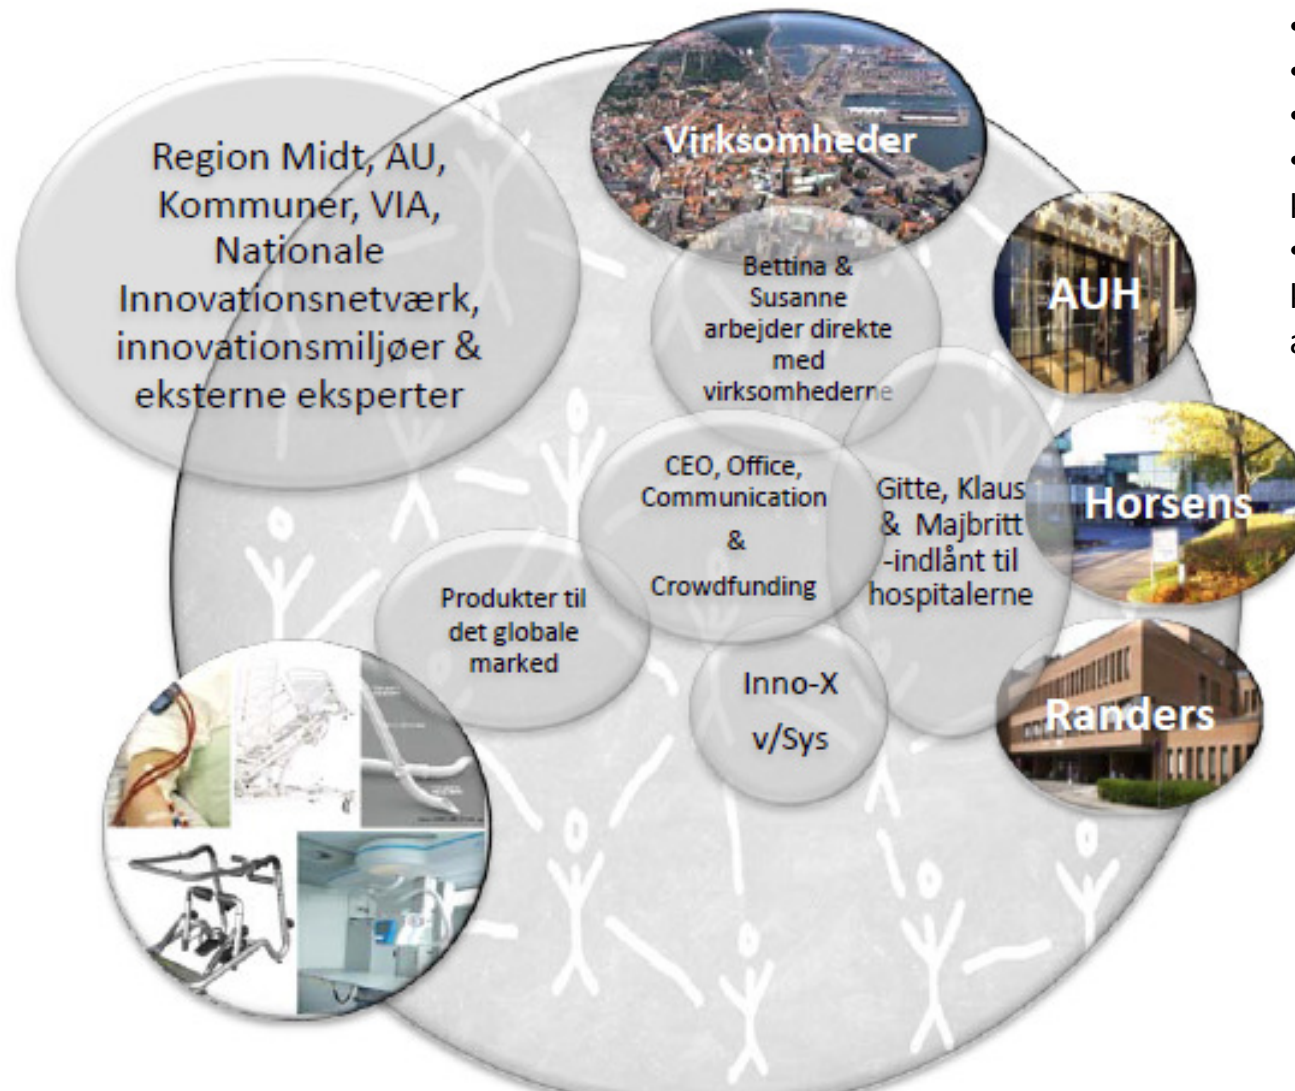 Region Midt, AU,
Kommuner, VIA,
Nationale
Innovationsnetværk,
innovationsmiljøer &
eksterne eksperter
Virksomheder
Bettina &
Susanne
arbejder direkte
med
virksomhederne
AUH
CEO, Office,
Communication
&
Crowdfunding
Gitte, Klaus
& Majbritt
-indlånt til
hospitalerne
Horsens
Produkter til
det globale
marked
Inno-X
v/Sys
Randers